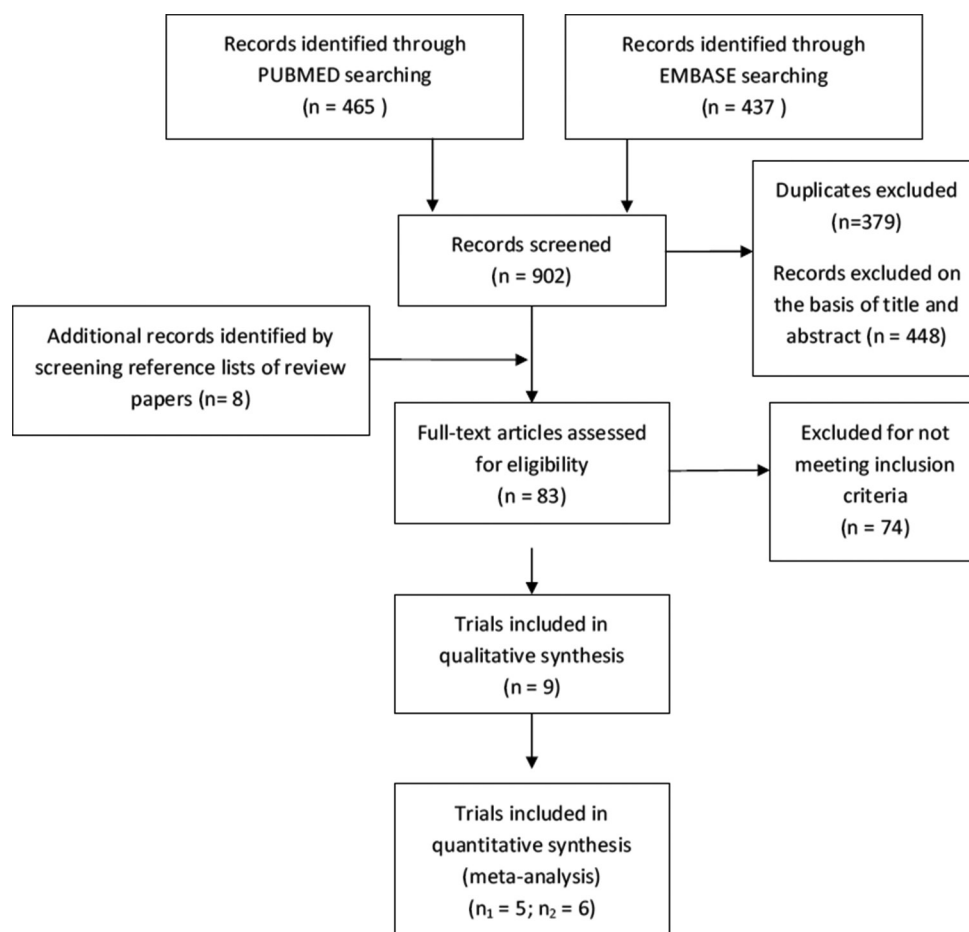 Records identified through
PUBMED searching
(n = 465 )
Records identified through
EMBASE searching
(n = 437 )
Records screened
(n = 902)
Duplicates excluded
(n=379)
Records excluded on
the basis of title and
abstract (n = 448)
Additional records identified by
screening reference lists of review
papers (n= 8)
Full-text articles assessed
for eligibility
(n = 83)
Excluded for not
meeting inclusion
criteria
(n = 74)
Trials included in
qualitative synthesis
(n = 9)
Trials included in
quantitative synthesis
(meta-analysis)
(n₁ = 5; n₂ = 6)